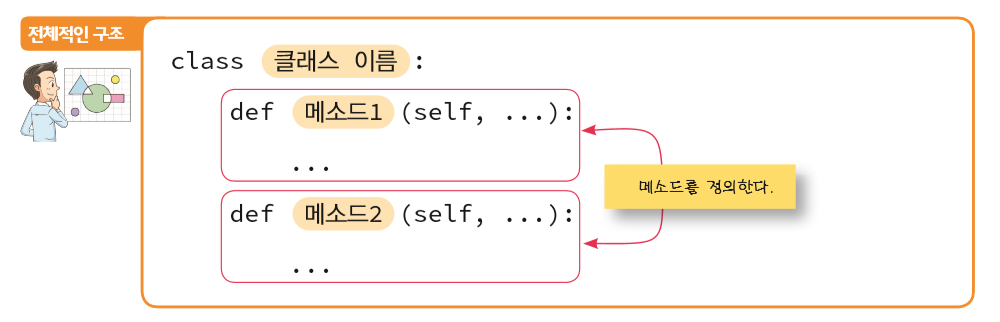 전체적인 구조
class 클래스 이름 :
def 메소드1 (self, ...):
...
메소드를 정의한다.
def 메소드2 (self, ...):
...